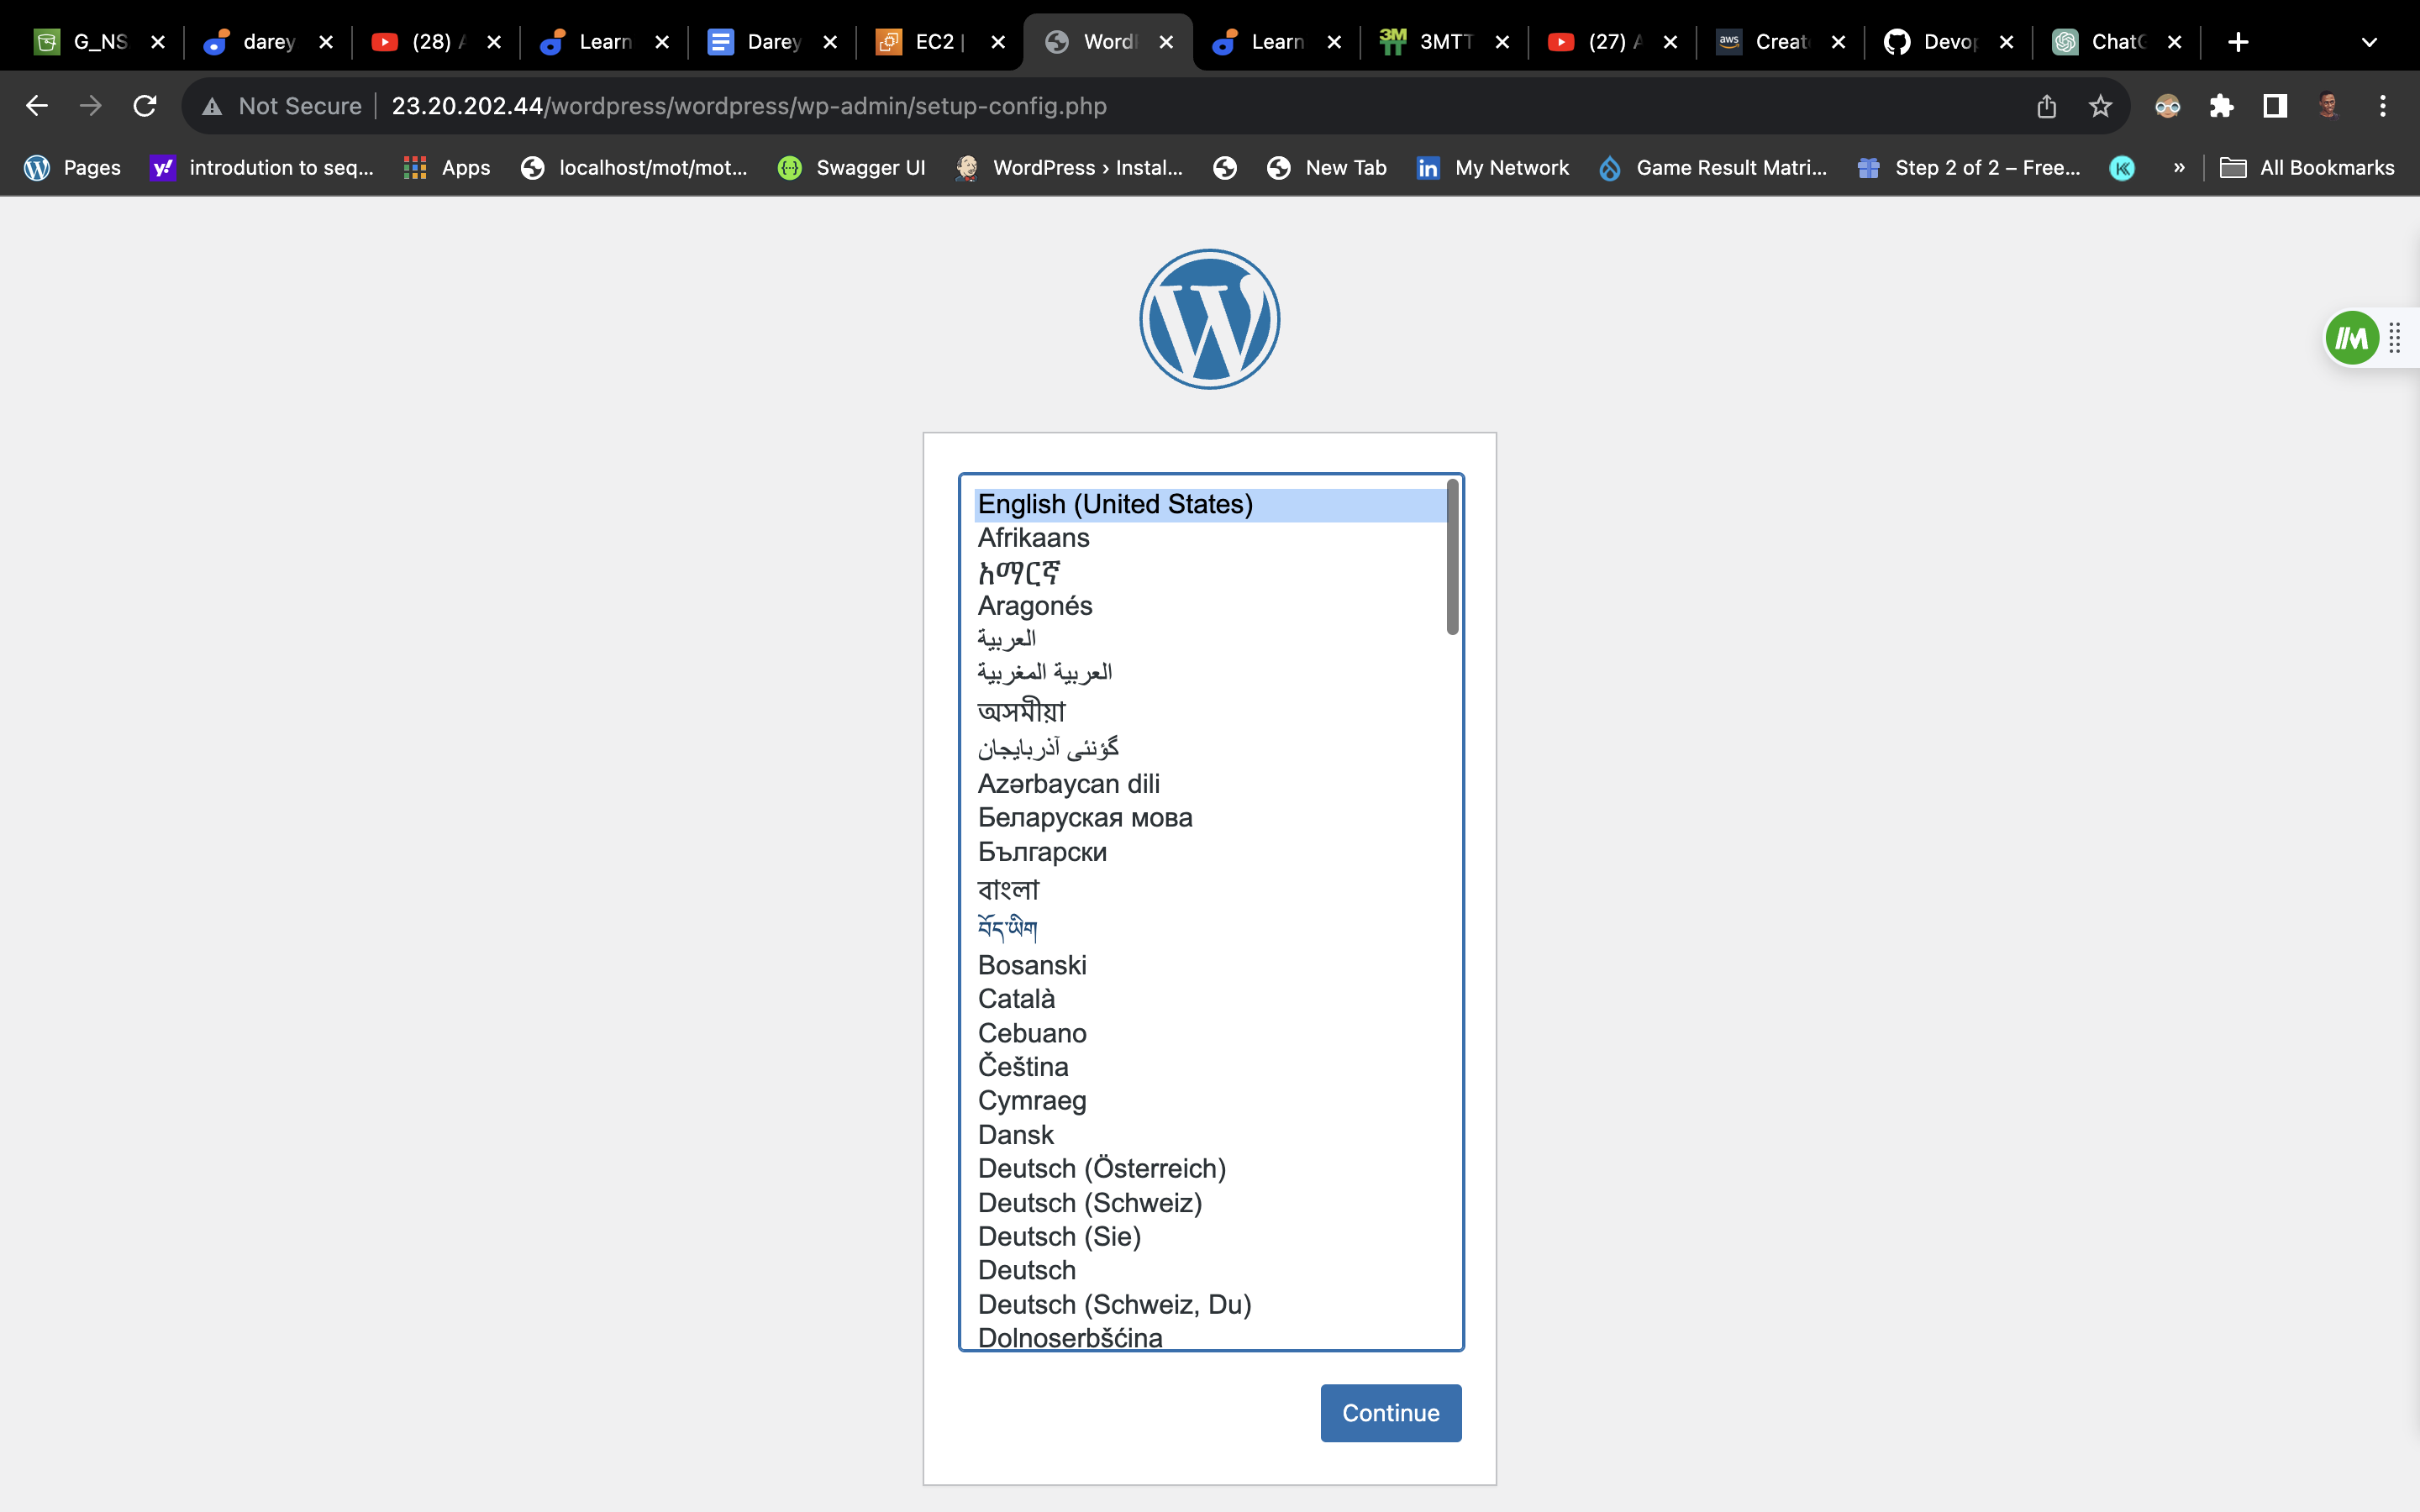 G_NS darey (28) Learn Darey EC2 | Word Learn 3MTT (27) Creat Devop Chat
Not Secure 23.20.202.44/wordpress/wordpress/wp-admin/setup-config.php
Pages introdution to seq... Apps localhost/mot/mot... Swagger UI WordPress › Instal... New Tab My Network Game Result Matri... Step 2 of 2 – Free... » All Bookmarks
English (United States)
Afrikaans
አማርኛ
Aragonés
العربية
العربية المغربية
অসমীয়া
گؤنئی آذربایجان
Azərbaycan dili
Беларуская мова
Български
বাংলা
བོད་ཡིག
Bosanski
Català
Cebuano
Čeština
Cymraeg
Dansk
Deutsch (Österreich)
Deutsch (Schweiz)
Deutsch (Sie)
Deutsch
Deutsch (Schweiz, Du)
Dolnoserbšćina
Continue